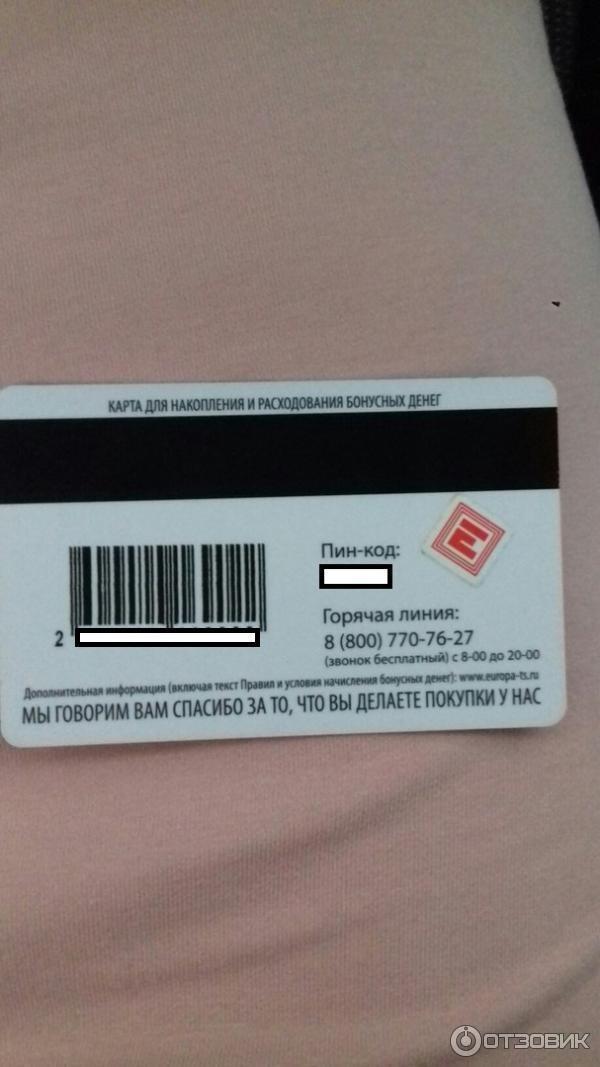 КАРТА ДЛЯ НАКОПЛЕНИЯ И РАСХОДОВАНИЯ БОНУСНЫХ ДЕНЕГ
Пин-код:
2
Горячая линия:
8 (800) 770-76-27
(звонок бесплатный) с 8-00 до 20-00
Дополнительная информация (включая текст Правил и условия начисления бонусных денег): www.europa-ts.ru
МЫ ГОВОРИМ ВАМ СПАСИБО ЗА ТО, ЧТО ВЫ ДЕЛАЕТЕ ПОКУПКИ У НАС
ОТЗОВИК